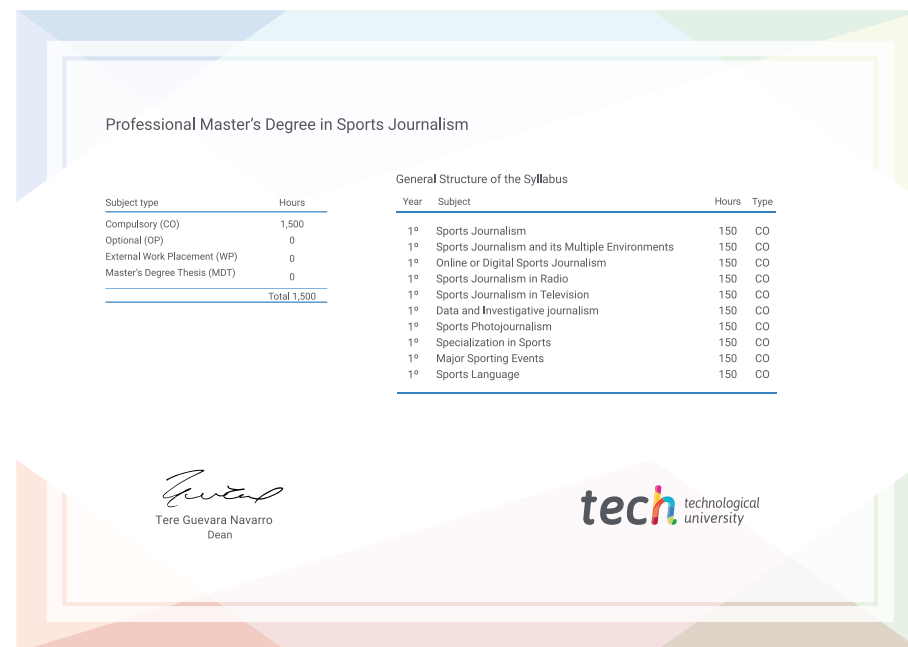 Professional Master's Degree in Sports Journalism
General Structure of the Syllabus
Subject type Hours
Compulsory (CO) 1,500
Optional (OP) 0
External Work Placement (WP) 0
Master's Degree Thesis (MDT) 0
Total 1,500
Year Subject Hours Type
1º Sports Journalism 150 CO
1º Sports Journalism and its Multiple Environments 150 CO
1º Online or Digital Sports Journalism 150 CO
1º Sports Journalism in Radio 150 CO
1º Sports Journalism in Television 150 CO
1º Data and Investigative journalism 150 CO
1º Sports Photojournalism 150 CO
1º Specialization in Sports 150 CO
1º Major Sporting Events 150 CO
1º Sports Language 150 CO
Tere Guevara Navarro
Dean
tech technological
university